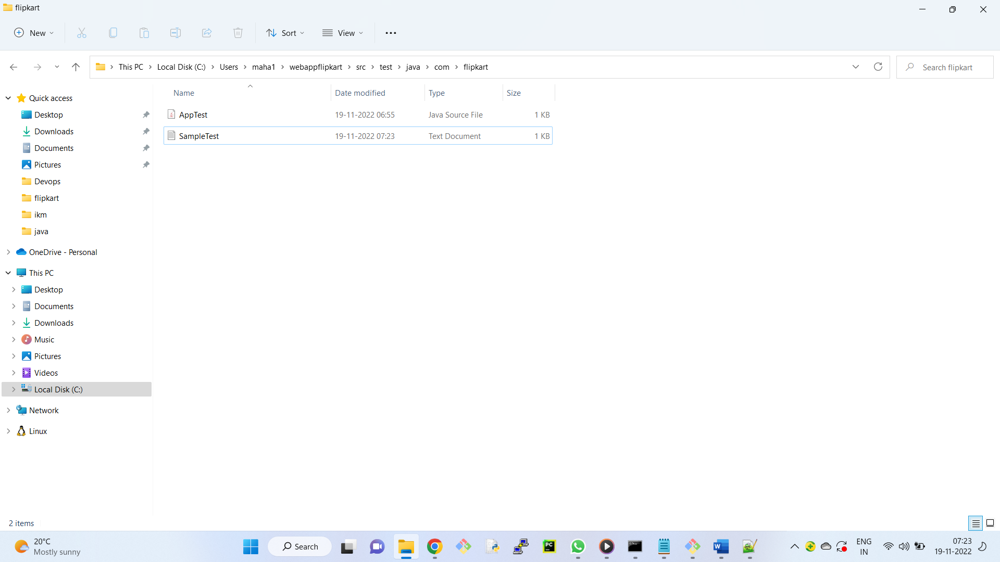 flipkart
New
Sort
View
This PC
Local Disk (C:)
Users
maha1
webappflipkart
src
test
java
com
flipkart
Search flipkart
Name
Date modified
Type
Size
AppTest
19-11-2022 06:55
Java Source File
1 KB
SampleTest
19-11-2022 07:23
Text Document
1 KB
Quick access
Desktop
Downloads
Documents
Pictures
Devops
flipkart
ikm
java
OneDrive - Personal
This PC
Desktop
Documents
Downloads
Music
Pictures
Videos
Local Disk (C:)
Network
Linux
2 items
20°C
Mostly sunny
Search
PC
W
ENG
IN
07:23
19-11-2022